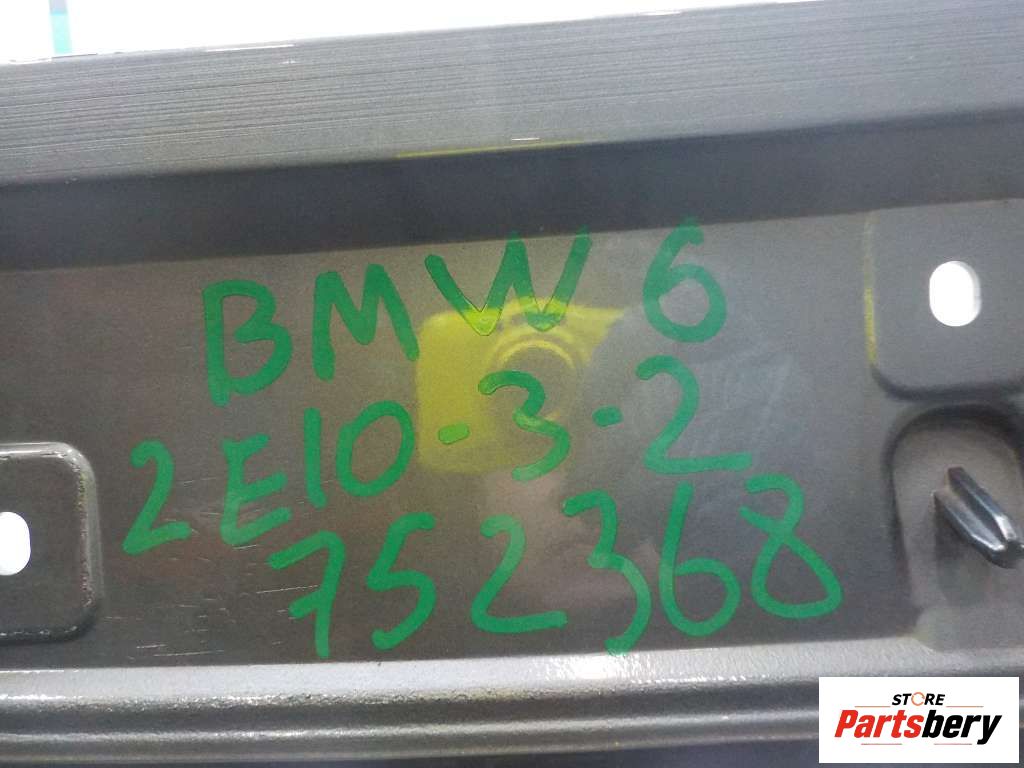 BMW 6
2E10-3-2
752368
STORE
Partsbery